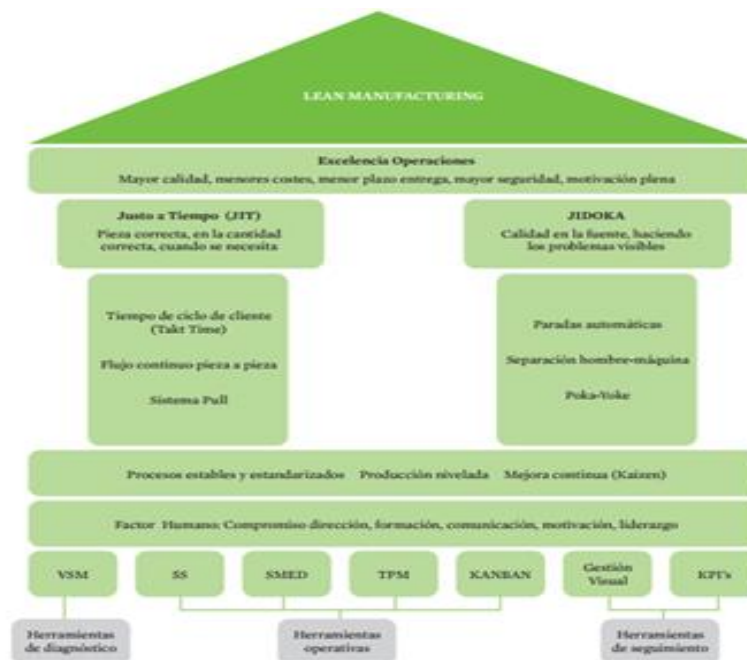 LEAN MANUFACTURING
Excelencia Operaciones
Mayor calidad, menores costes, menor plazo entrega, mayor seguridad, motivación plena
Justo a Tiempo (JIT)
Pieza correcta, en la cantidad
correcta, cuando se necesita
JIDOKA
Calidad en la fuente, haciendo
los problemas visibles
Tiempo de ciclo de cliente
(Takt Time)
Flujo continuo pieza a pieza
Sistema Pull
Paradas automáticas
Separación hombre-máquina
Poka-Yoke
Procesos estables y estandarizados Producción nivelada Mejora continua (Kaizen)
Factor Humano: Compromiso dirección, formación, comunicación, motivación, liderazgo
VSM
5S
SMED
TPM
KANBAN
Gestión
Visual
KPI's
Herramientas
de diagnóstico
Herramientas
operativas
Herramientas
de seguimiento